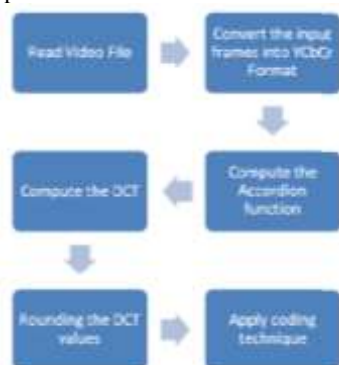 Read Video File
Convert the input
frames into YCbCr
Format
Compute the DCT
Compute the
Accordion
function
Rounding the DCT
values
Apply coding
technique